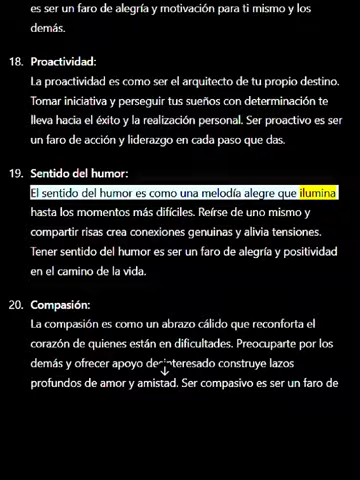 es ser un faro de alegría y motivación para ti mismo y los
demás.
18. Proactividad:
La proactividad es como ser el arquitecto de tu propio destino.
Tomar iniciativa y perseguir tus sueños con determinación te
lleva hacia el éxito y la realización personal. Ser proactivo es ser
un faro de acción y liderazgo en cada paso que das.
19. Sentido del humor:
El sentido del humor es como una melodía alegre que ilumina
hasta los momentos más difíciles. Reírse de uno mismo y
compartir risas crea conexiones genuinas y alivia tensiones.
Tener sentido del humor es ser un faro de alegría y positividad
en el camino de la vida.
20. Compasión:
La compasión es como un abrazo cálido que reconforta el
corazón de quienes están en dificultades. Preocuparte por los
demás y ofrecer apoyo desinteresado construye lazos
profundos de amor y amistad. Ser compasivo es ser un faro de